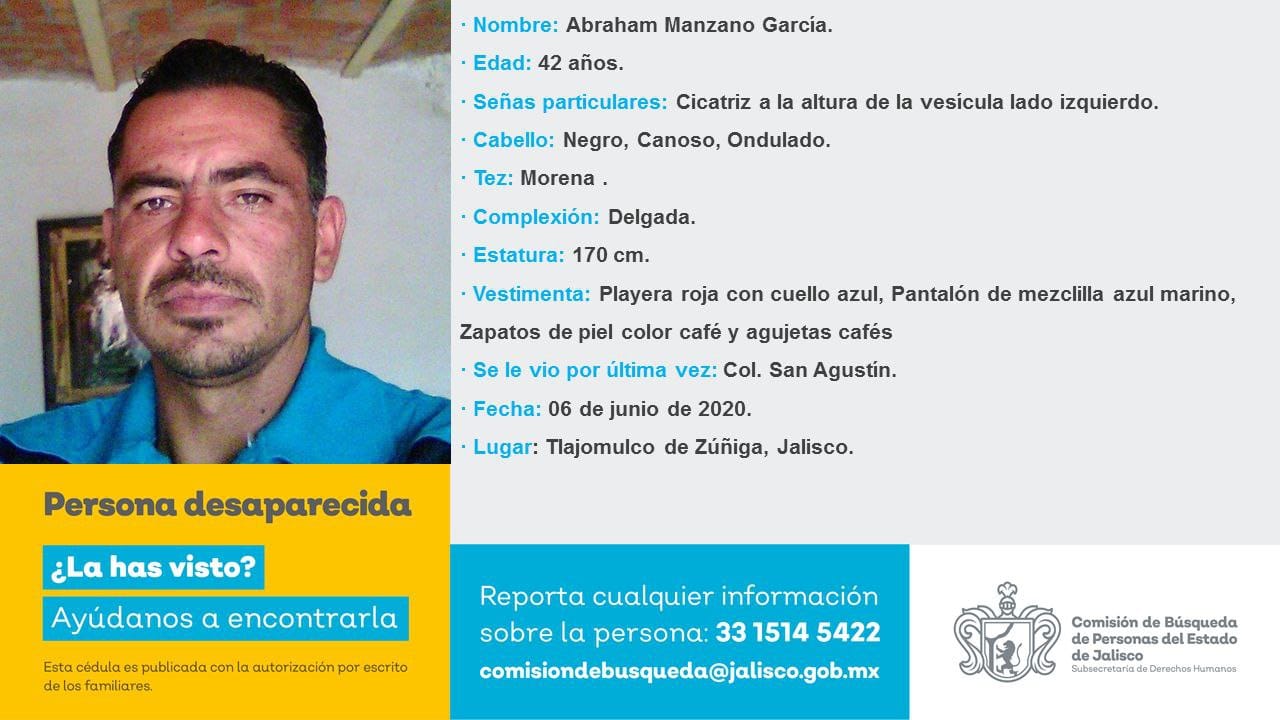 · Nombre: Abraham Manzano García.
· Edad: 42 años.
· Señas particulares: Cicatriz a la altura de la vesícula lado izquierdo.
· Cabello: Negro, Canoso, Ondulado.
· Tez: Morena .
· Complexión: Delgada.
· Estatura: 170 cm.
· Vestimenta: Playera roja con cuello azul, Pantalón de mezclilla azul marino,
Zapatos de piel color café y agujetas cafés
· Se le vio por última vez: Col. San Agustín.
· Fecha: 06 de junio de 2020.
· Lugar: Tlajomulco de Zúñiga, Jalisco.
Persona desaparecida
¿La has visto?
Ayúdanos a encontrarla
Esta cédula es publicada con la autorización por escrito
de los familiares.
Reporta cualquier información
sobre la persona: 33 1514 5422
comisiondebusqueda@jalisco.gob.mx
Comisión de Búsqueda
de Personas del Estado
de Jalisco
Subsecretaría de Derechos Humanos